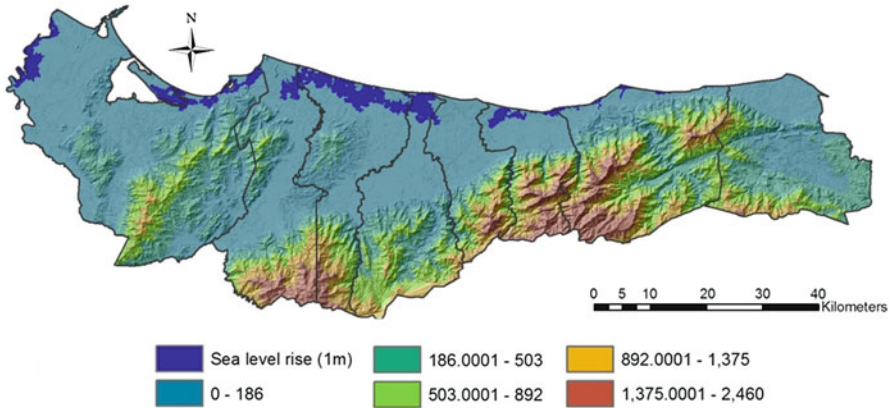 N
0 5 10 20 30 40
Kilometers
Sea level rise (1m)
0 - 186
186.0001 - 503
503.0001 - 892
892.0001 - 1,375
1,375.0001 - 2,460